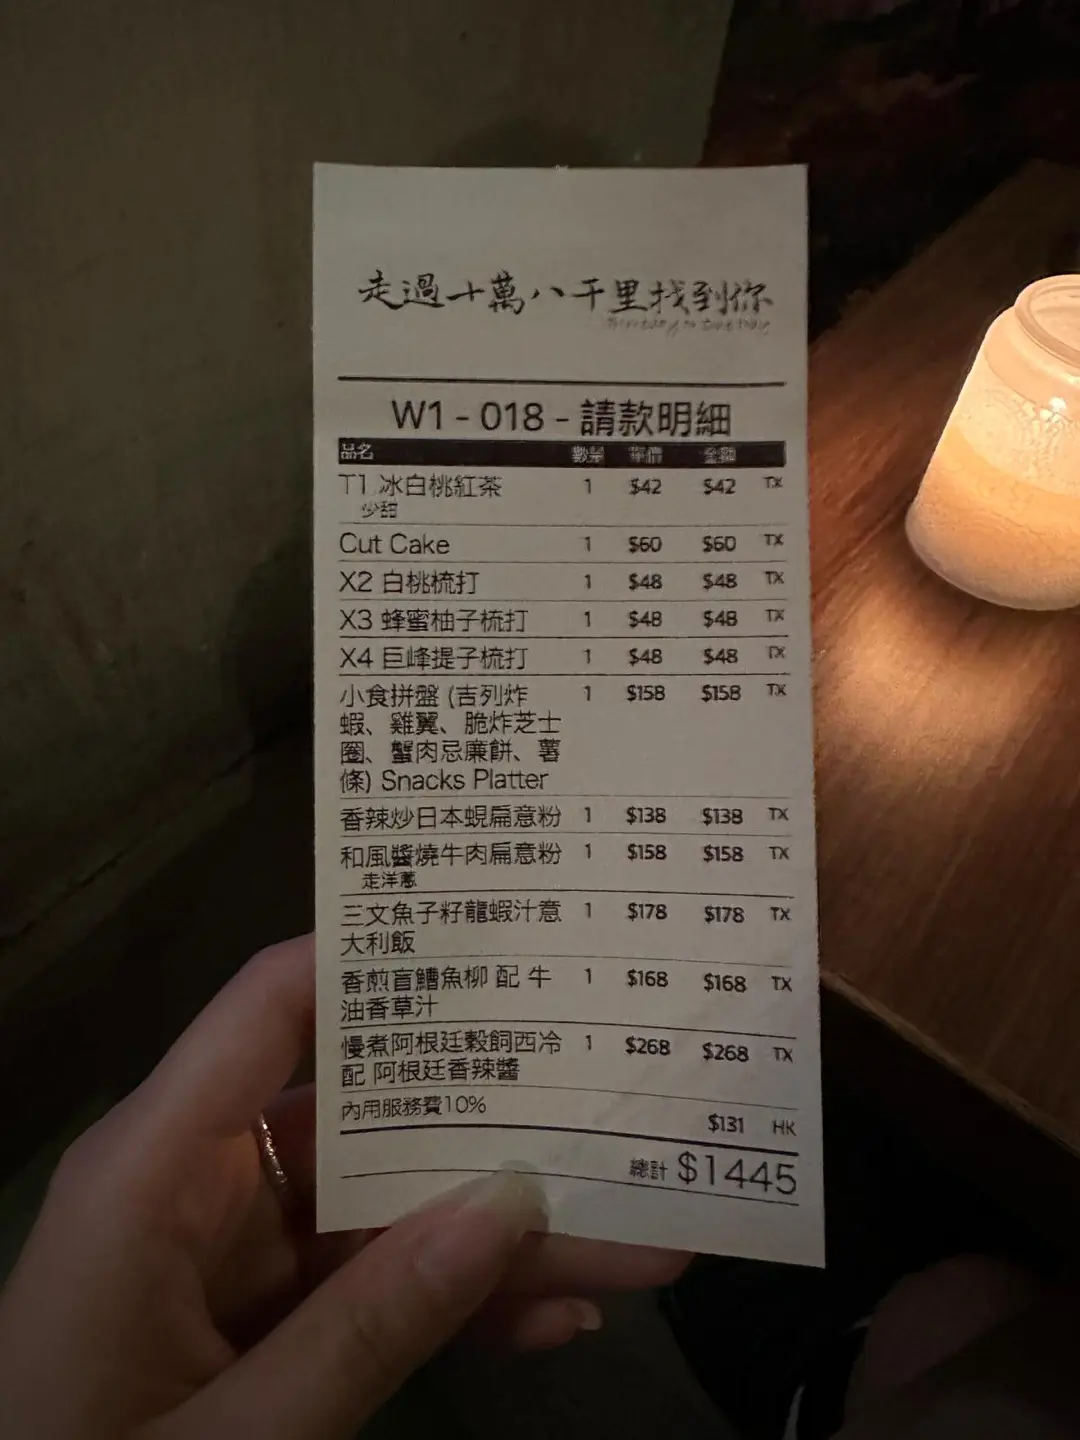 走過十萬八千里找到你
W1 - 018 - 請款明細
品名 數量 單價 金額
T1 冰白桃紅茶 1 $42 $42 TX
少甜
Cut Cake 1 $60 $60 TX
X2 白桃梳打 1 $48 $48 TX
X3 蜂蜜柚子梳打 1 $48 $48 TX
X4 巨峰提子梳打 1 $48 $48 TX
小食拼盤 (吉列炸 1 $158 $158 TX
蝦、雞翼、脆炸芝士
圈、蟹肉忌廉餅、薯
條) Snacks Platter
香辣炒日本蜆扁意粉 1 $138 $138 TX
和風醬燒牛肉扁意粉 1 $158 $158 TX
走洋蔥
三文魚子籽龍蝦汁意 1 $178 $178 TX
大利飯
香煎盲鰽魚柳 配 牛 1 $168 $168 TX
油香草汁
慢煮阿根廷穀飼西冷 1 $268 $268 TX
配 阿根廷香辣醬
內用服務費10% $131 HK
總計 $1445